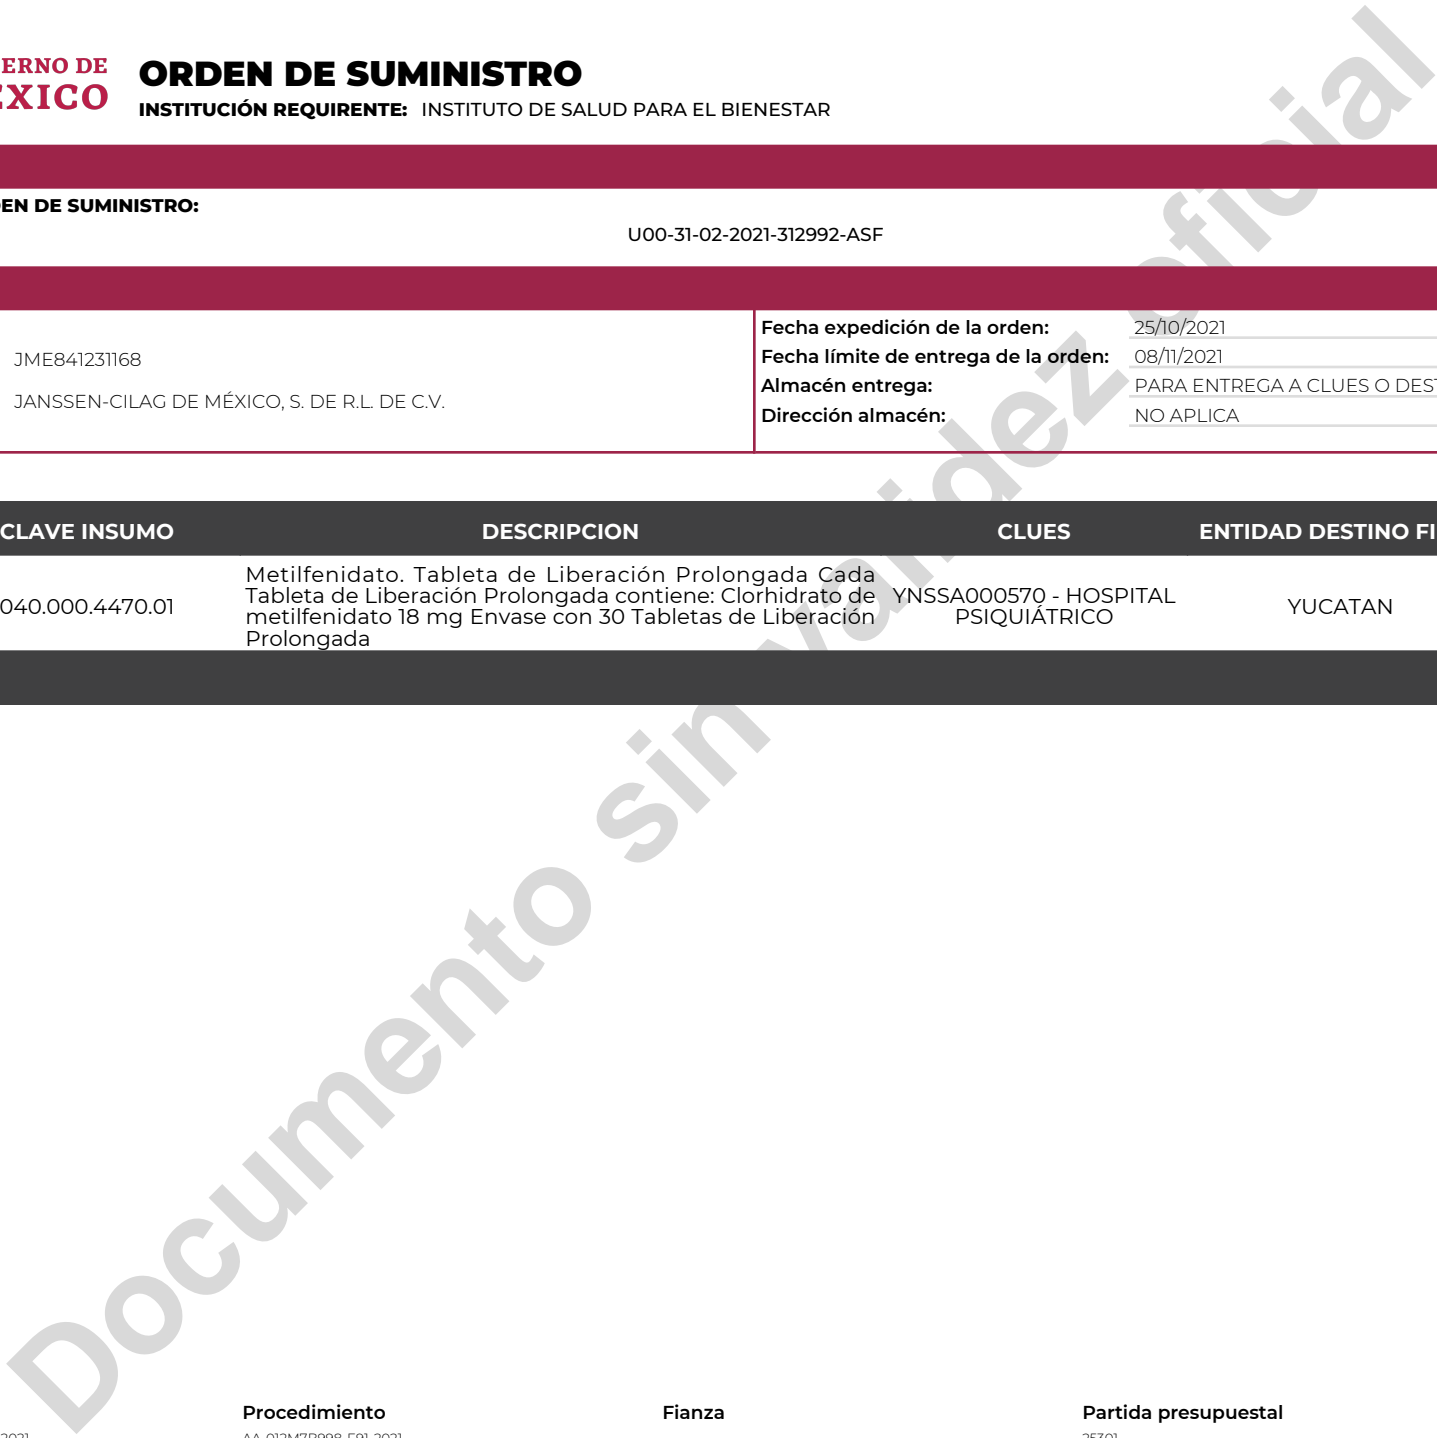 ERNO DE
ÉXICO
ORDEN DE SUMINISTRO
INSTITUCIÓN REQUIRENTE: INSTITUTO DE SALUD PARA EL BIENESTAR
EN DE SUMINISTRO:
U00-31-02-2021-312992-ASF
JME841231168
JANSSEN-CILAG DE MÉXICO, S. DE R.L. DE C.V.
Fecha expedición de la orden: 25/10/2021
Fecha límite de entrega de la orden: 08/11/2021
Almacén entrega: PARA ENTREGA A CLUES O DEST
Dirección almacén: NO APLICA
CLAVE INSUMO DESCRIPCION CLUES ENTIDAD DESTINO FI
040.000.4470.01
Metilfenidato. Tableta de Liberación Prolongada Cada
Tableta de Liberación Prolongada contiene: Clorhidrato de
metilfenidato 18 mg Envase con 30 Tabletas de Liberación
Prolongada
YNSSA000570 - HOSPITAL
PSIQUIÁTRICO
YUCATAN
Documento sin validez oficial
Procedimiento Fianza Partida presupuestal